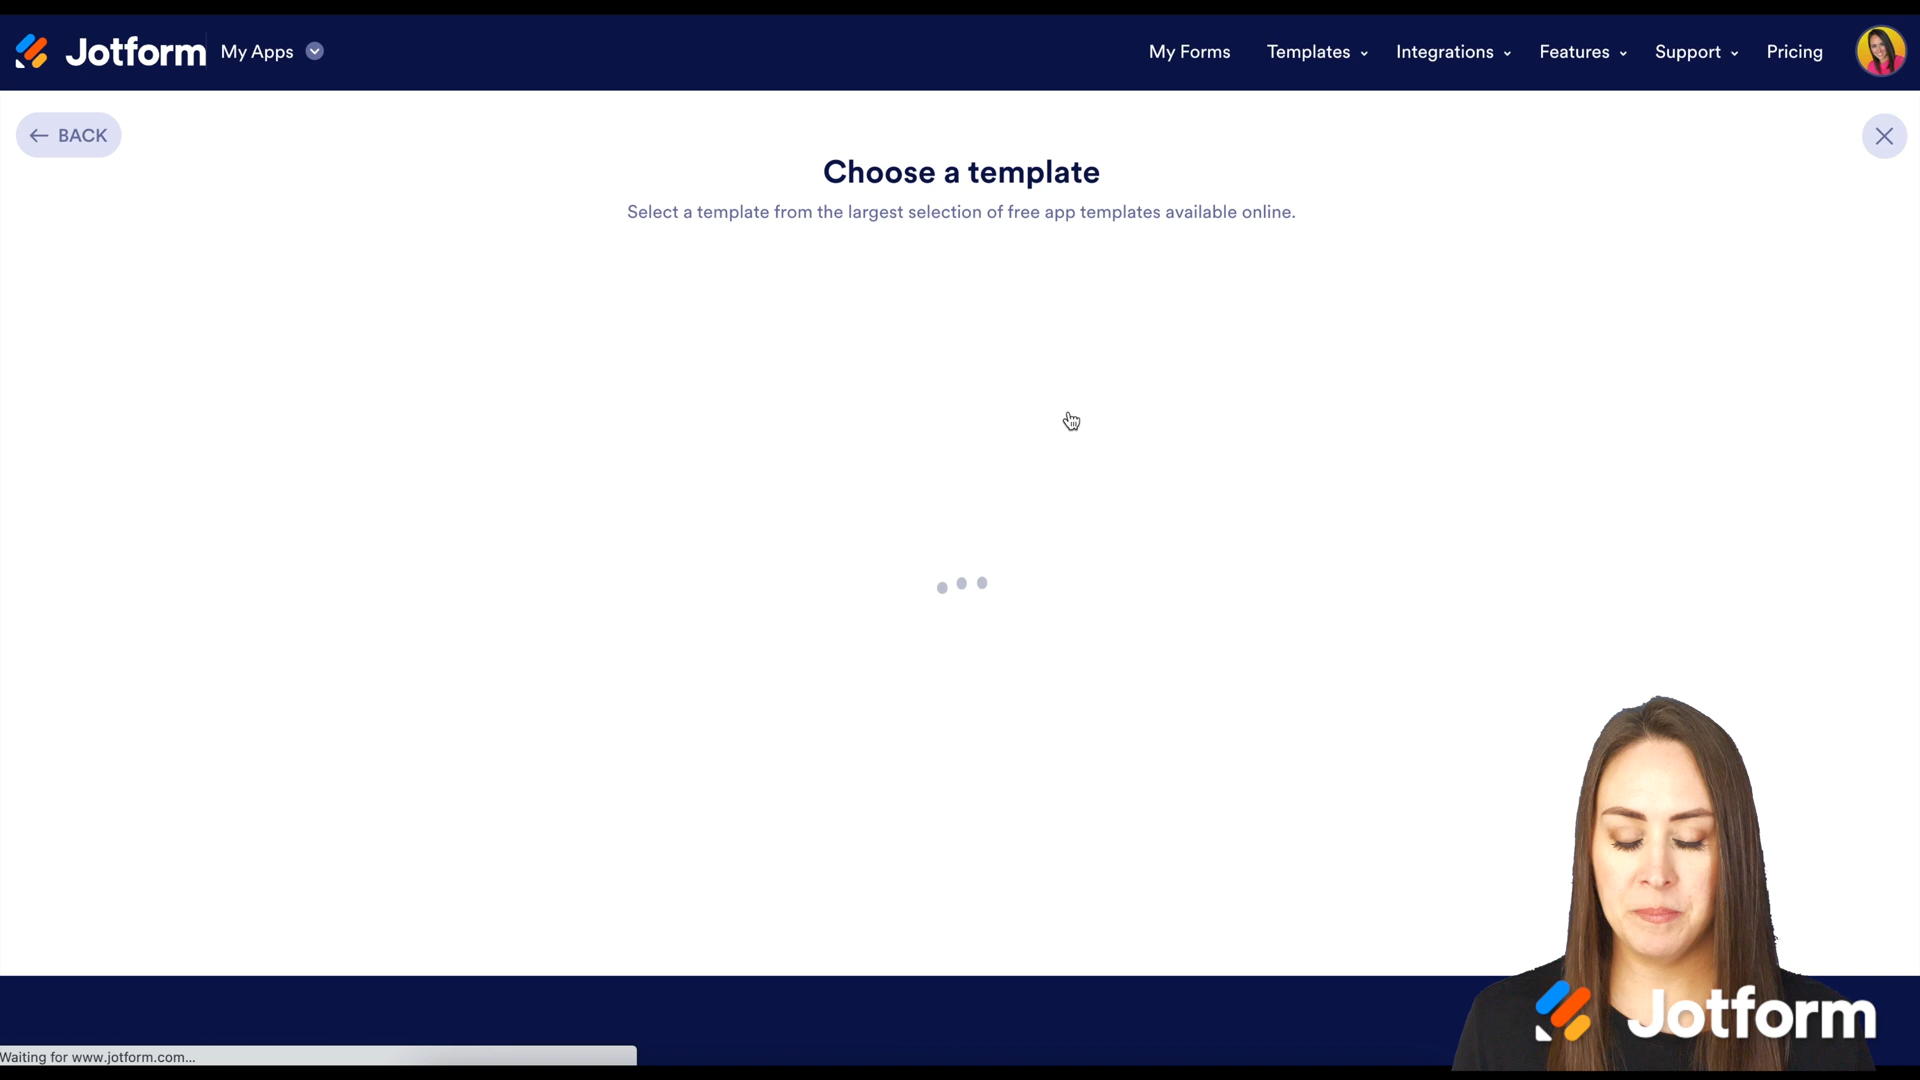 Jotform My Apps My Forms Templates Integrations Features Support Pricing
BACK
Choose a template
Select a template from the largest selection of free app templates available online.
Jotform
Waiting for www.jotform.com...